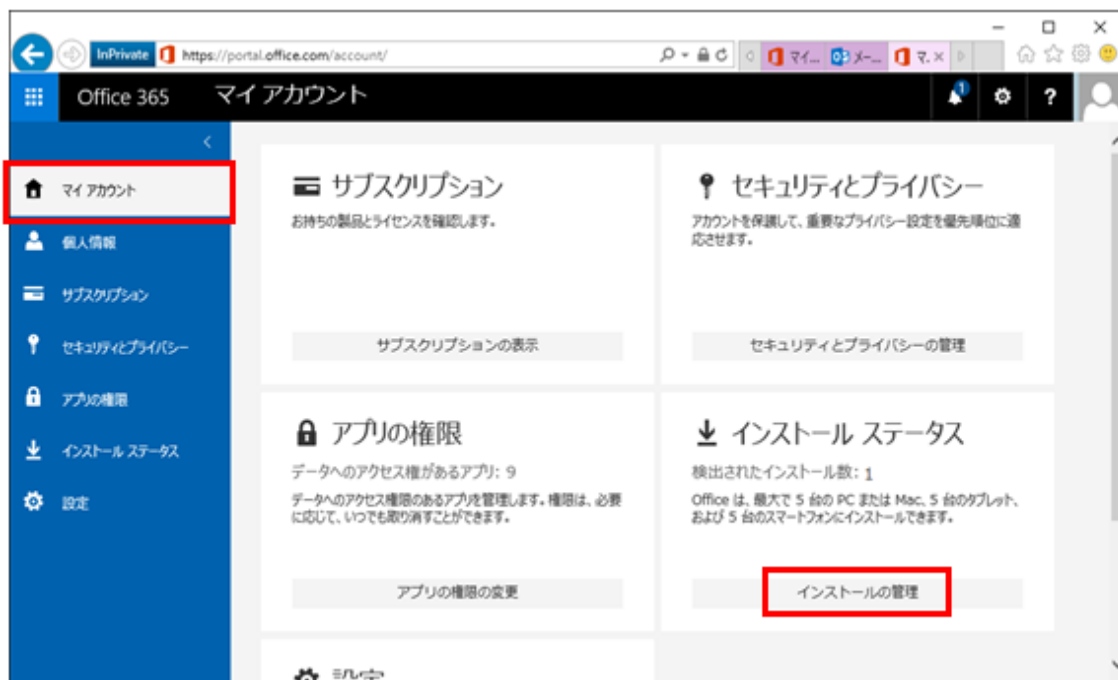 InPrivate https://portal.office.com/account/ マイ... メー... マ.
Office 365 マイ アカウント 1 ?
マイ アカウント
個人情報
サブスクリプション
セキュリティとプライバシー
アプリの権限
インストール ステータス
設定
サブスクリプション
お持ちの製品とライセンスを確認します。
サブスクリプションの表示
セキュリティとプライバシー
アカウントを保護して、重要なプライバシー設定を優先順位に適
応させます。
セキュリティとプライバシーの管理
アプリの権限
データへのアクセス権があるアプリ: 9
データへのアクセス権限のあるアプリを管理します。権限は、必要
に応じて、いつでも取り消すことができます。
アプリの権限の変更
インストール ステータス
検出されたインストール数: 1
Office は、最大で 5 台の PC または Mac、5 台のタブレット、
および 5 台のスマートフォンにインストールできます。
インストールの管理
設定